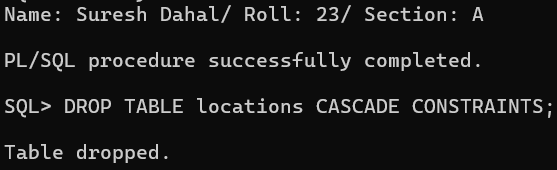 Name: Suresh Dahal/ Roll: 23/ Section: A
PL/SQL procedure successfully completed.
SQL> DROP TABLE locations CASCADE CONSTRAINTS;
Table dropped.